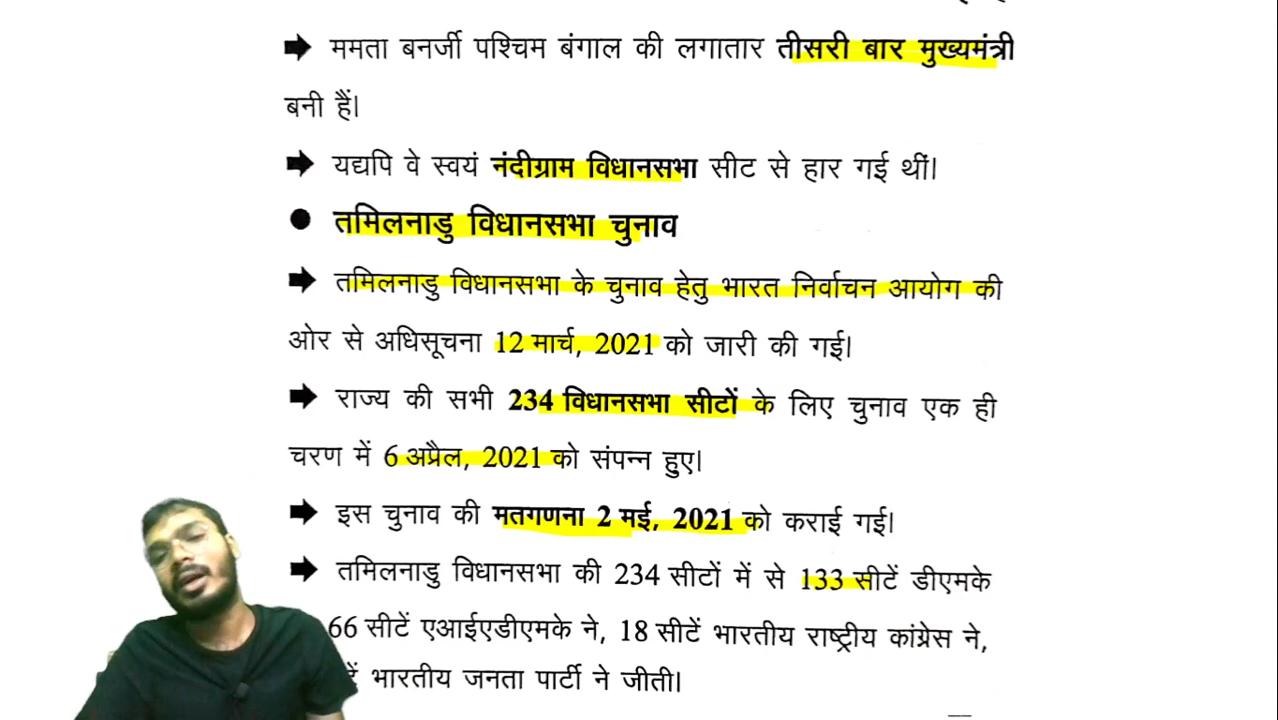 ➡ ममता बनर्जी पश्चिम बंगाल की लगातार तीसरी बार मुख्यमंत्री
बनी हैं।
➡ यद्यपि वे स्वयं नंदीग्राम विधानसभा सीट से हार गई थीं।
● तमिलनाडु विधानसभा चुनाव
➡ तमिलनाडु विधानसभा के चुनाव हेतु भारत निर्वाचन आयोग की
ओर से अधिसूचना 12 मार्च, 2021 को जारी की गई।
➡ राज्य की सभी 234 विधानसभा सीटों के लिए चुनाव एक ही
चरण में 6 अप्रैल, 2021 को संपन्न हुए।
➡ इस चुनाव की मतगणना 2 मई, 2021 को कराई गई।
➡ तमिलनाडु विधानसभा की 234 सीटों में से 133 सीटें डीएमके
66 सीटें एआईएडीएमके ने, 18 सीटें भारतीय राष्ट्रीय कांग्रेस ने,
भारतीय जनता पार्टी ने जीती।